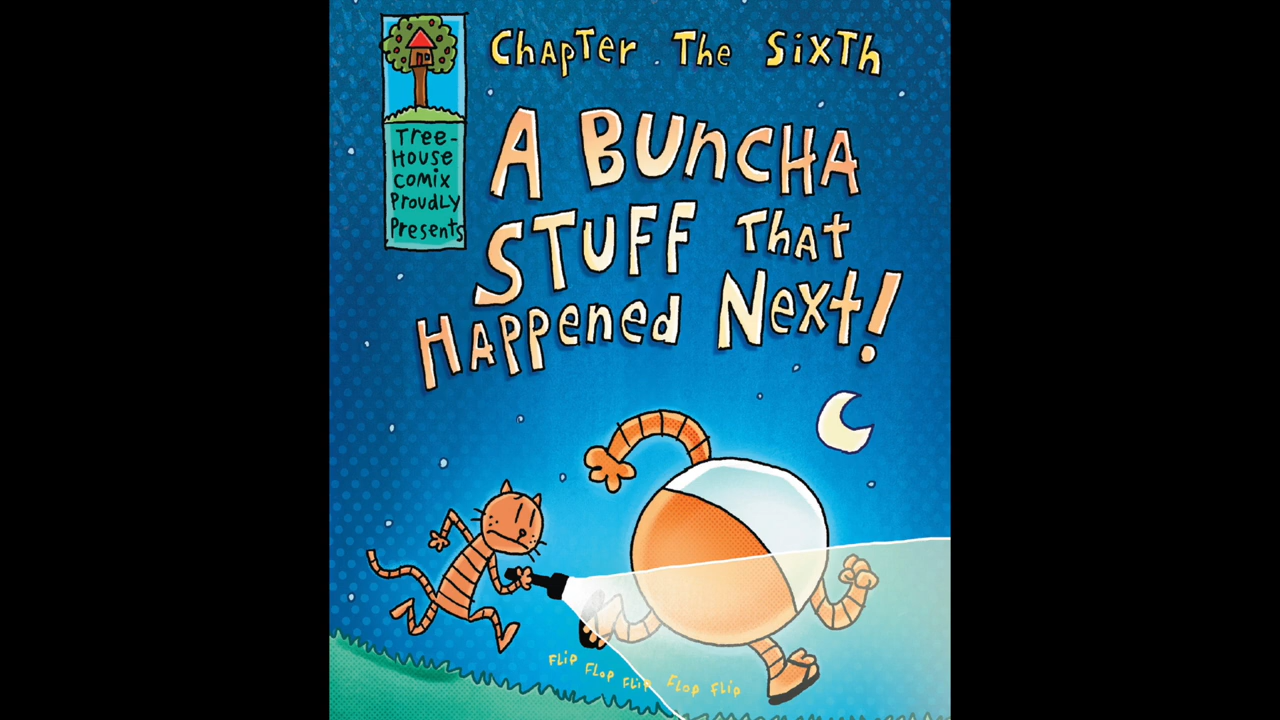 Chapter The Sixth
Tree-
House
Comix
Proudly
Presents
A Buncha
Stuff That
Happened Next!
Flip Flop Flip Flop Flip